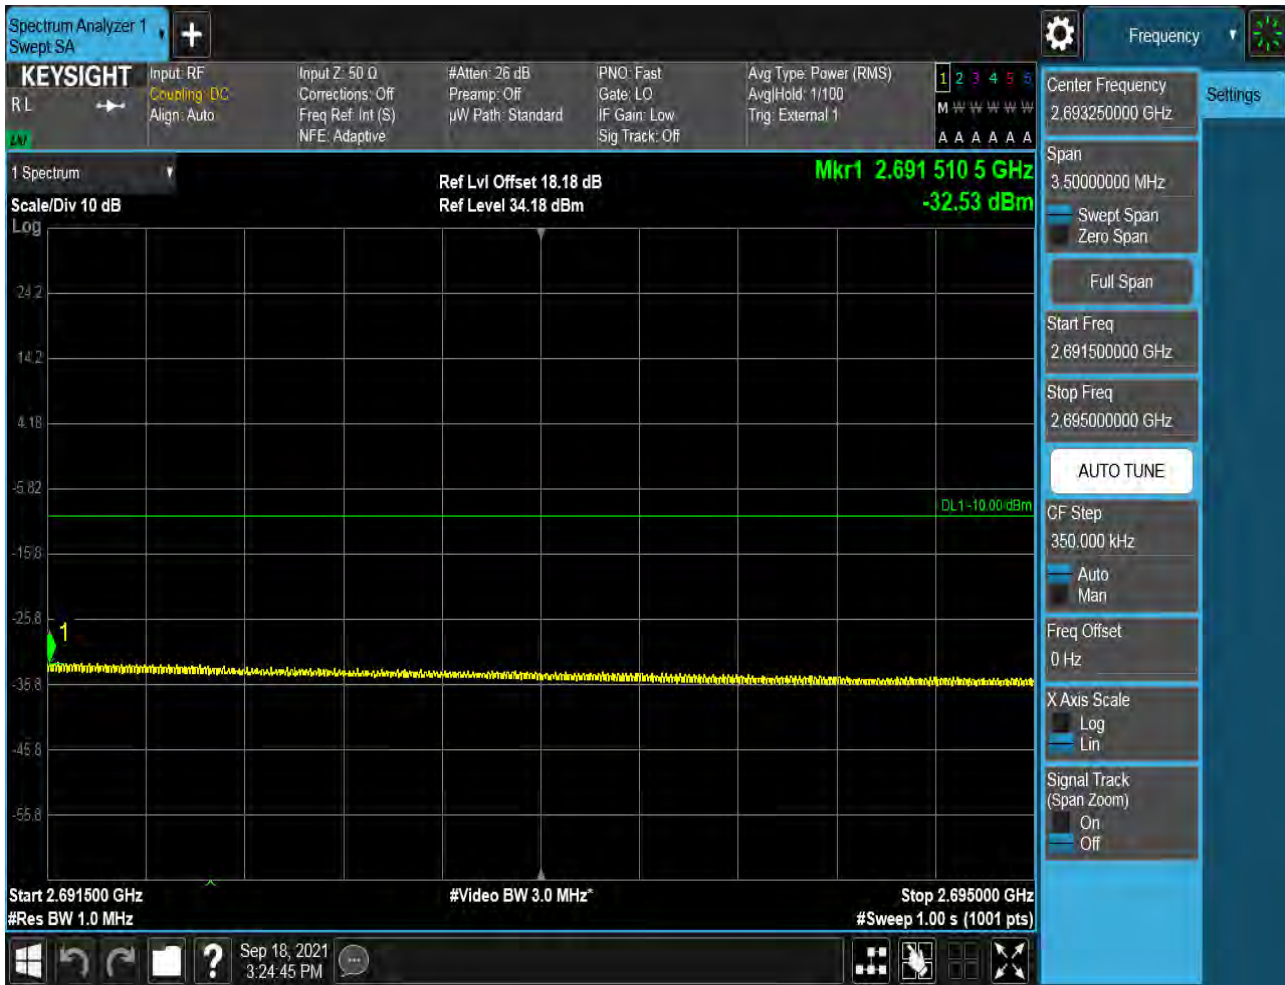 Spectrum Analyzer 1
Swept SA
Frequency
KEYSIGHT
R L
Input: RF
Coupling: DC
Align: Auto
Input Z: 50 Ω
Corrections: Off
Freq Ref: Int (S)
NFE: Adaptive
#Atten: 26 dB
Preamp: Off
µW Path: Standard
PNO: Fast
Gate: LO
IF Gain: Low
Sig Track: Off
Avg Type: Power (RMS)
Avg|Hold: 1/100
Trig: External 1
1 2 3 4 5 6
M W W W W W
A A A A A A
1 Spectrum
Scale/Div 10 dB
Ref Lvl Offset 18.18 dB
Ref Level 34.18 dBm
Mkr1 2.691 510 5 GHz
-32.53 dBm
Log
24.2
14.2
4.18
-5.82
DL1 -10.00 dBm
-15.8
-25.8
1
-35.8
-45.8
-55.8
Start 2.691500 GHz
#Video BW 3.0 MHz*
Stop 2.695000 GHz
#Res BW 1.0 MHz
#Sweep 1.00 s (1001 pts)
Sep 18, 2021
3:24:45 PM
Center Frequency
2.693250000 GHz
Settings
Span
3.50000000 MHz
Swept Span
Zero Span
Full Span
Start Freq
2.691500000 GHz
Stop Freq
2.695000000 GHz
AUTO TUNE
CF Step
350.000 kHz
Auto
Man
Freq Offset
0 Hz
X Axis Scale
Log
Lin
Signal Track
(Span Zoom)
On
Off